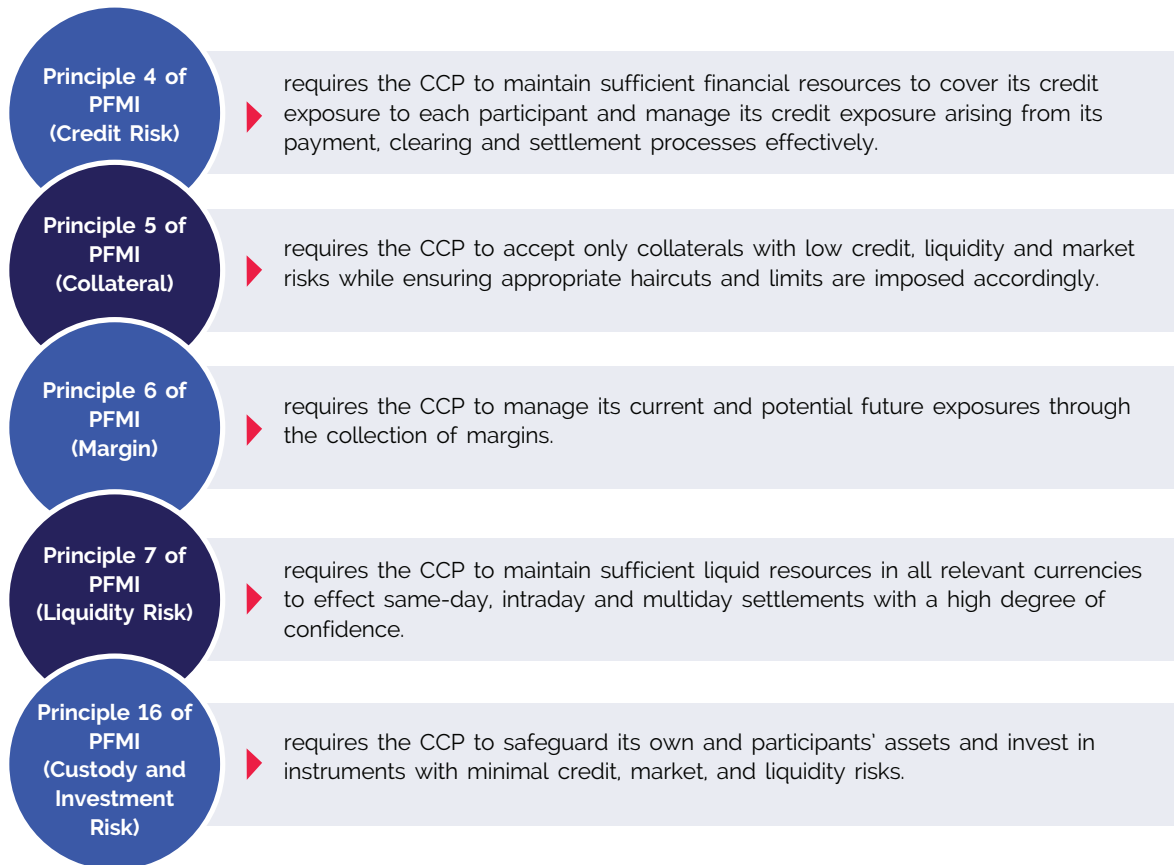 Principle 4 of
PFMI
(Credit Risk)
requires the CCP to maintain sufficient financial resources to cover its credit
exposure to each participant and manage its credit exposure arising from its
payment, clearing and settlement processes effectively.
Principle 5 of
PFMI
(Collateral)
requires the CCP to accept only collaterals with low credit, liquidity and market
risks while ensuring appropriate haircuts and limits are imposed accordingly.
Principle 6 of
PFMI
(Margin)
requires the CCP to manage its current and potential future exposures through
the collection of margins.
Principle 7 of
PFMI
(Liquidity Risk)
requires the CCP to maintain sufficient liquid resources in all relevant currencies
to effect same-day, intraday and multiday settlements with a high degree of
confidence.
Principle 16 of
PFMI
(Custody and
Investment
Risk)
requires the CCP to safeguard its own and participants' assets and invest in
instruments with minimal credit, market, and liquidity risks.